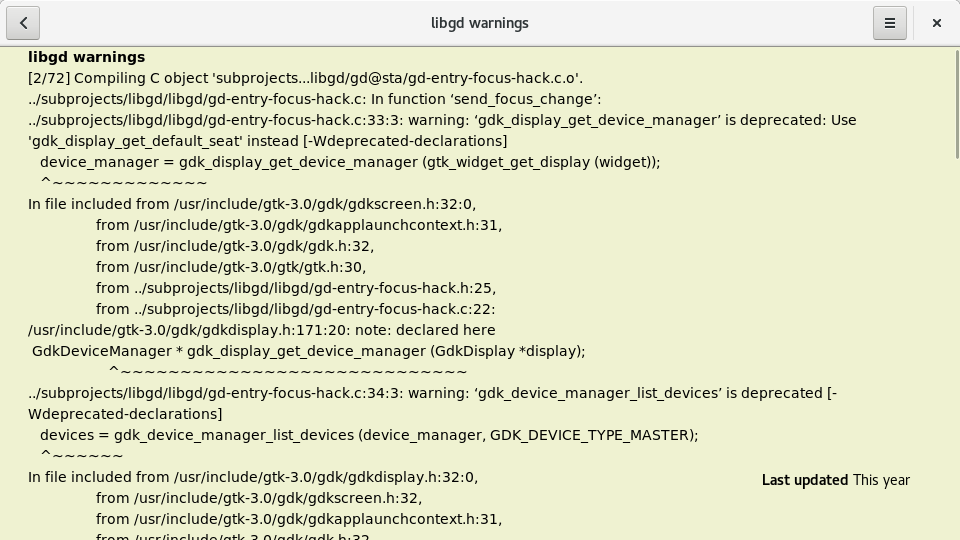 libgd warnings
libgd warnings
[2/72] Compiling C object 'subprojects...libgd/gd@sta/gd-entry-focus-hack.c.o'.
../subprojects/libgd/libgd/gd-entry-focus-hack.c: In function ‘send_focus_change’:
../subprojects/libgd/libgd/gd-entry-focus-hack.c:33:3: warning: ‘gdk_display_get_device_manager’ is deprecated: Use
'gdk_display_get_default_seat' instead [-Wdeprecated-declarations]
   device_manager = gdk_display_get_device_manager (gtk_widget_get_display (widget));
   ^~~~~~~~~~~~~~
In file included from /usr/include/gtk-3.0/gdk/gdkscreen.h:32:0,
                 from /usr/include/gtk-3.0/gdk/gdkapplaunchcontext.h:31,
                 from /usr/include/gtk-3.0/gdk/gdk.h:32,
                 from /usr/include/gtk-3.0/gtk/gtk.h:30,
                 from ../subprojects/libgd/libgd/gd-entry-focus-hack.h:25,
                 from ../subprojects/libgd/libgd/gd-entry-focus-hack.c:22:
/usr/include/gtk-3.0/gdk/gdkdisplay.h:171:20: note: declared here
 GdkDeviceManager * gdk_display_get_device_manager (GdkDisplay *display);
                    ^~~~~~~~~~~~~~~~~~~~~~~~~~~~~~
../subprojects/libgd/libgd/gd-entry-focus-hack.c:34:3: warning: ‘gdk_device_manager_list_devices’ is deprecated [-
Wdeprecated-declarations]
   devices = gdk_device_manager_list_devices (device_manager, GDK_DEVICE_TYPE_MASTER);
   ^~~~~~~
In file included from /usr/include/gtk-3.0/gdk/gdkdisplay.h:32:0,
Last updated This year
                 from /usr/include/gtk-3.0/gdk/gdkscreen.h:32,
                 from /usr/include/gtk-3.0/gdk/gdkapplaunchcontext.h:31,
                 from /usr/include/gtk-3.0/gdk/gdk.h:32,